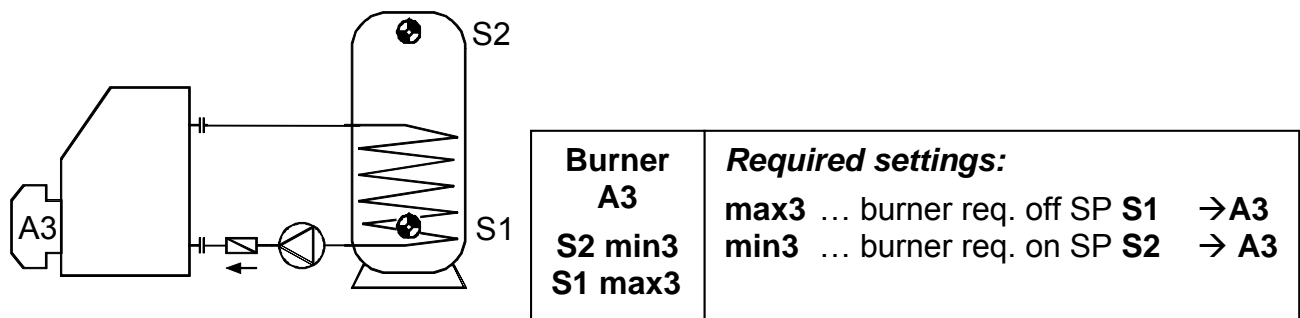 S2
A3
S1
Burner
A3
S2 min3
S1 max3
Required settings:
max3 … burner req. off SP S1 →A3
min3 … burner req. on SP S2 → A3